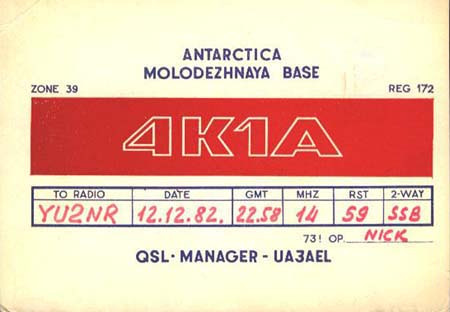 ANTARCTICA
MOLODEZHNAYA BASE
ZONE 39 REG 172
4K1A
TO RADIO DATE GMT MHZ RST 2-WAY
YU2NR 12.12.82. 22.58 14 59 SSB
73! OP. NICK
QSL · MANAGER - UA3AEL